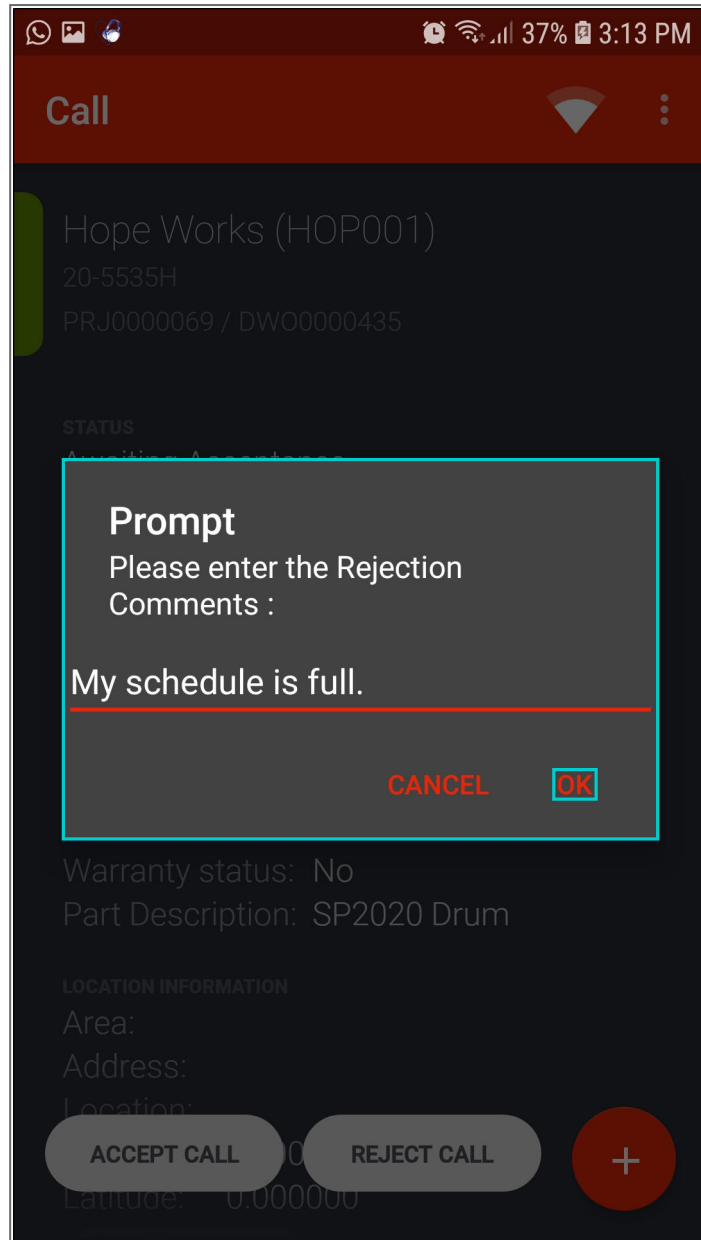 37% 3:13 PM
Call
Hope Works (HOP001)
20-5535H
PRJ0000069 / DWO0000435
STATUS
Awaiting Acceptance
Prompt
Please enter the Rejection
Comments :
My schedule is full.
CANCEL OK
Warranty status: No
Part Description: SP2020 Drum
LOCATION INFORMATION
Area:
Address:
Location:
ACCEPT CALL REJECT CALL +
Latitude: 0.000000